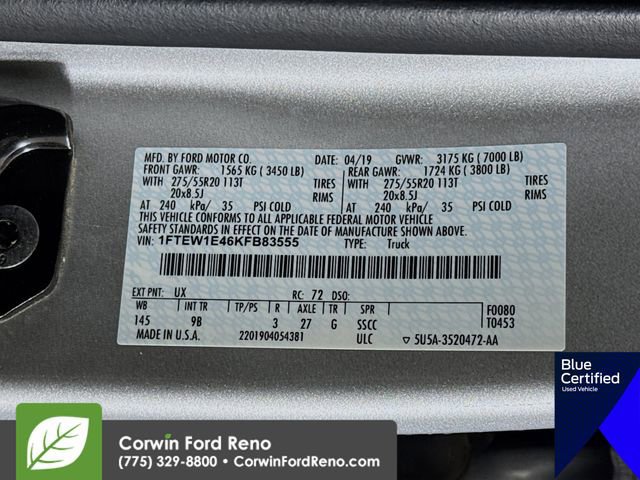 MFD. BY FORD MOTOR CO.
DATE: 04/19 GVWR: 3175 KG ( 7000 LB)
FRONT GAWR: 1565 KG ( 3450 LB) REAR GAWR: 1724 KG ( 3800 LB)
WITH 275/55R20 113T TIRES WITH 275/55R20 113T TIRES
20x8.5J RIMS 20x8.5J RIMS
AT 240 kPa/ 35 PSI COLD AT 240 kPa/ 35 PSI COLD
THIS VEHICLE CONFORMS TO ALL APPLICABLE FEDERAL MOTOR VEHICLE
SAFETY STANDARDS IN EFFECT ON THE DATE OF MANUFACTURE SHOWN ABOVE.
VIN: 1FTEW1E46KFB83555 TYPE: Truck
EXT PNT: UX RC: 72 DSO:
WB INT TR TP/PS R AXLE TR SPR F0080
145 9B 3 27 G SSCC T0453
MADE IN U.S.A. 2201904054381 ULC ▽ 5U5A-3520472-AA
Blue
Certified
Used Vehicle
Corwin Ford Reno
(775) 329-8800 • CorwinFordReno.com